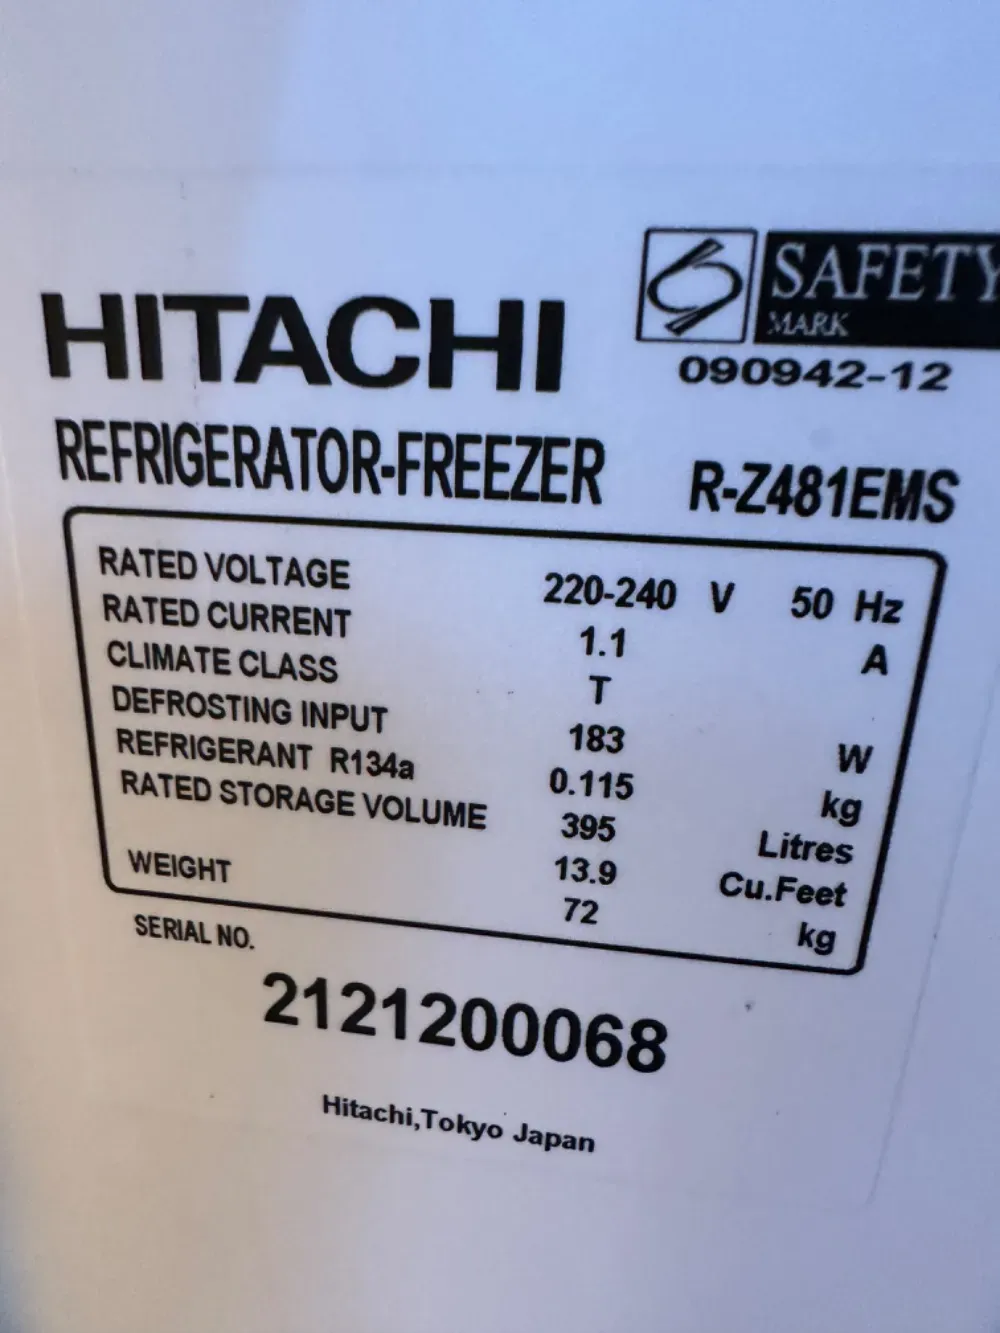 SAFETY
MARK
090942-12
HITACHI
REFRIGERATOR-FREEZER R-Z481EMS
RATED VOLTAGE 220-240 V 50 Hz
RATED CURRENT 1.1 A
CLIMATE CLASS T
DEFROSTING INPUT 183 W
REFRIGERANT R134a 0.115 kg
RATED STORAGE VOLUME 395 Litres
13.9 Cu.Feet
WEIGHT 72 kg
SERIAL NO.
2121200068
Hitachi,Tokyo Japan